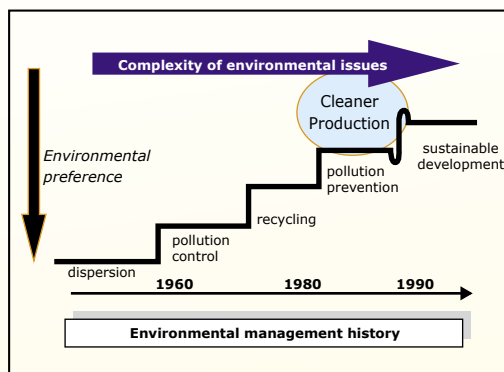 Complexity of environmental issues
Cleaner
Production
Environmental
preference
sustainable
development
pollution
prevention
recycling
pollution
control
dispersion
1960
1980
1990
Environmental management history